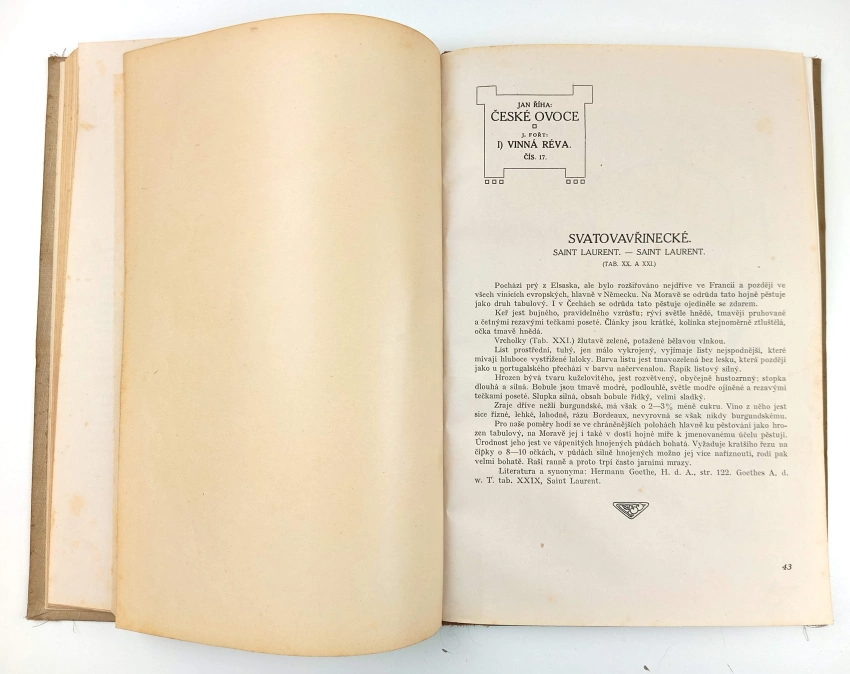 JAN ŘÍHA:
ČESKÉ OVOCE
J. FOŘT:
I) VINNÁ RÉVA.
ČÍS. 17.
SVATOVAVŘINECKÉ.
SAINT LAURENT. — SAINT LAURENT.
(TAB. XX. A XXI.)
Pochází prý z Elsaska, ale bylo rozšiřováno nejdříve ve Francii a později ve
všech vinicích evropských, hlavně v Německu. Na Moravě se odrůda tato hojně pěstuje
jako druh tabulový. I v Čechách se odrůda tato pěstuje ojediněle se zdarem.
Keř jest bujného, pravidelného vzrůstu; rýví světle hnědé, tmavěji pruhované
a četnými rezavými tečkami poseté. Články jsou krátké, kolínka stejnoměrně ztluštělá,
očka tmavě hnědá.
Vrcholky (Tab. XXI.) žlutavě zelené, potažené bělavou vlnkou.
List prostřední, tuhý, jen málo vykrojený, vyjímaje listy nejspodnější, které
mívají hluboce vystřižené laloky. Barva listu jest tmavozelená bez lesku, která později
jako u portugalského přechází v barvu načervenalou. Řapík listový silný.
Hrozen bývá tvaru kuželovitého, jest rozvětvený, obyčejně hustozrnný; stopka
dlouhá a silná. Bobule jsou tmavě modré, podlouhlé, světle modře ojíněné a rezavými
tečkami poseté. Slupka silná, obsah bobule řídký, velmi sladký.
Zraje dříve nežli burgundské, má však o 2—3% méně cukru. Víno z něho jest
sice řízné, lehké, lahodné, rázu Bordeaux, nevyrovná se však nikdy burgundskému.
Pro naše poměry hodí se ve chráněnějších polohách hlavně ku pěstování jako hro-
zen tabulový, na Moravě jej i také v dosti hojné míře k jmenovanému účelu pěstují.
Úrodnost jeho jest ve vápenitých hnojených půdách bohatá. Vyžaduje kratšího řezu na
čípky o 8—10 očkách, v půdách silně hnojených možno jej více naříznouti, rodí pak
velmi bohatě. Raší ranně a proto trpí často jarními mrazy.
Literatura a synonyma: Hermann Goethe, H. d. A., str. 122. Goethes A. d.
w. T. tab. XXIX, Saint Laurent.
43